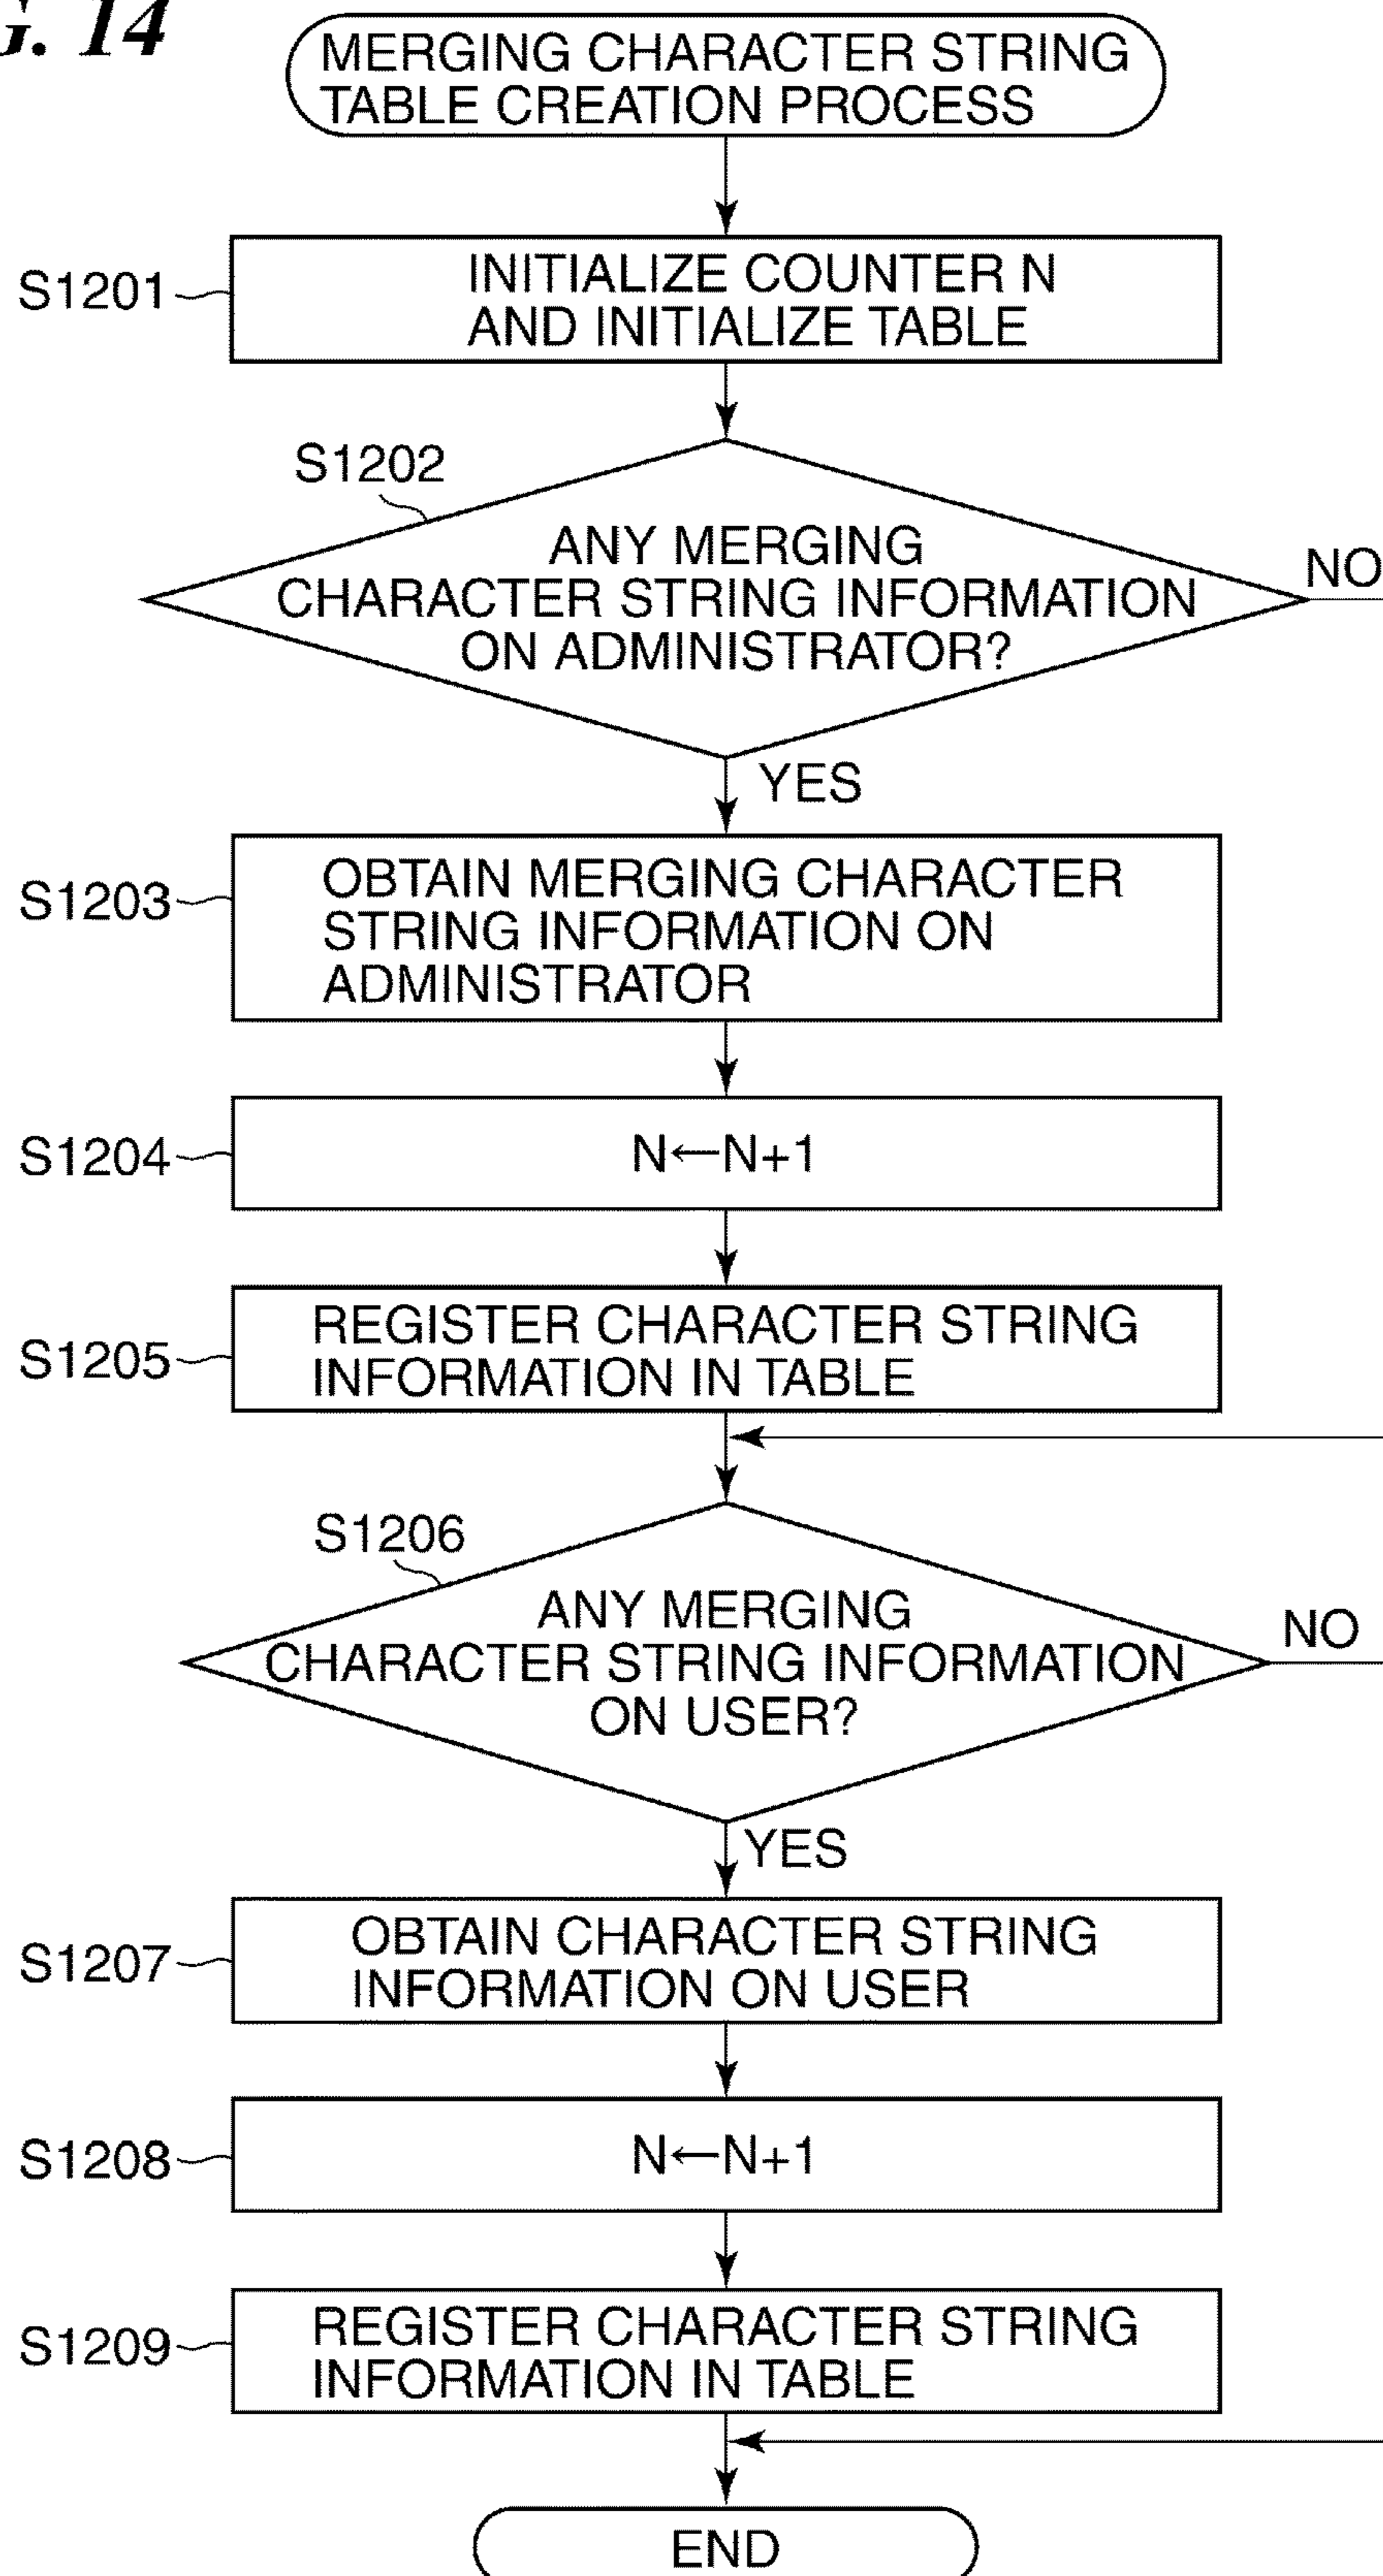 G. 14
MERGING CHARACTER STRING
TABLE CREATION PROCESS
S1201
INITIALIZE COUNTER N
AND INITIALIZE TABLE
S1202
ANY MERGING
CHARACTER STRING INFORMATION
ON ADMINISTRATOR?
NO
YES
S1203
OBTAIN MERGING CHARACTER
STRING INFORMATION ON
ADMINISTRATOR
S1204
N←N+1
S1205
REGISTER CHARACTER STRING
INFORMATION IN TABLE
S1206
ANY MERGING
CHARACTER STRING INFORMATION
ON USER?
NO
YES
S1207
OBTAIN CHARACTER STRING
INFORMATION ON USER
S1208
N←N+1
S1209
REGISTER CHARACTER STRING
INFORMATION IN TABLE
END